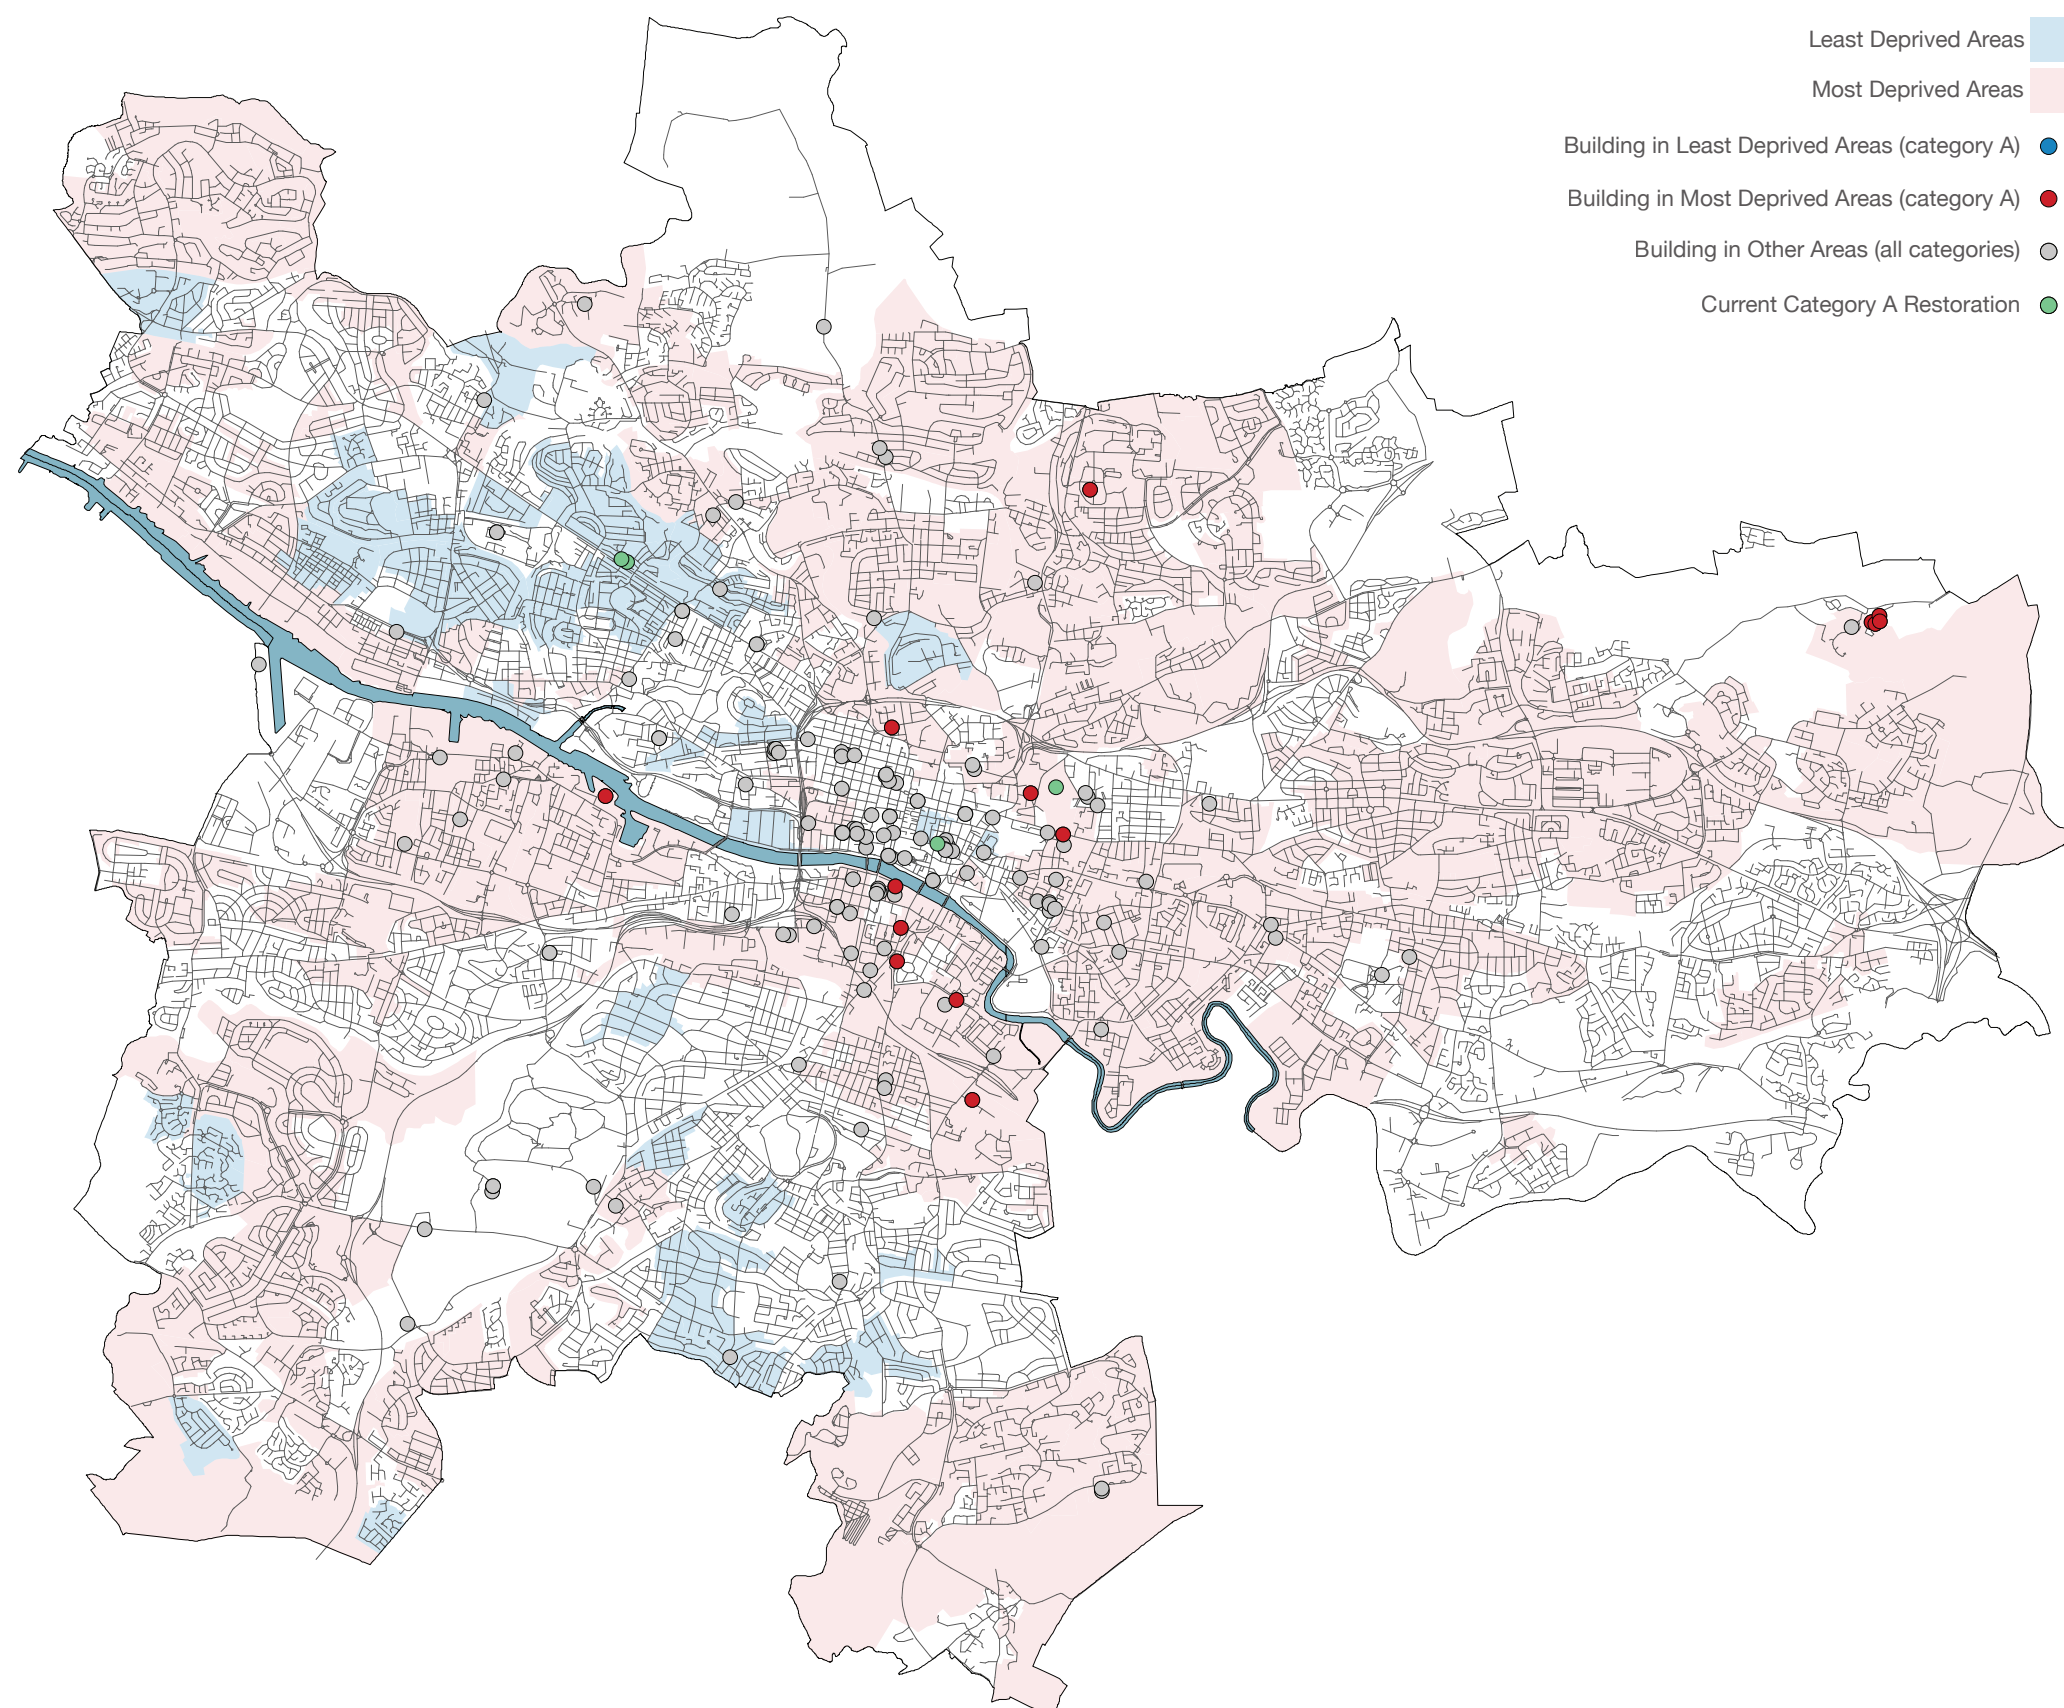 Least Deprived Areas
Most Deprived Areas
Building in Least Deprived Areas (category A)
Building in Most Deprived Areas (category A)
Building in Other Areas (all categories)
Current Category A Restoration